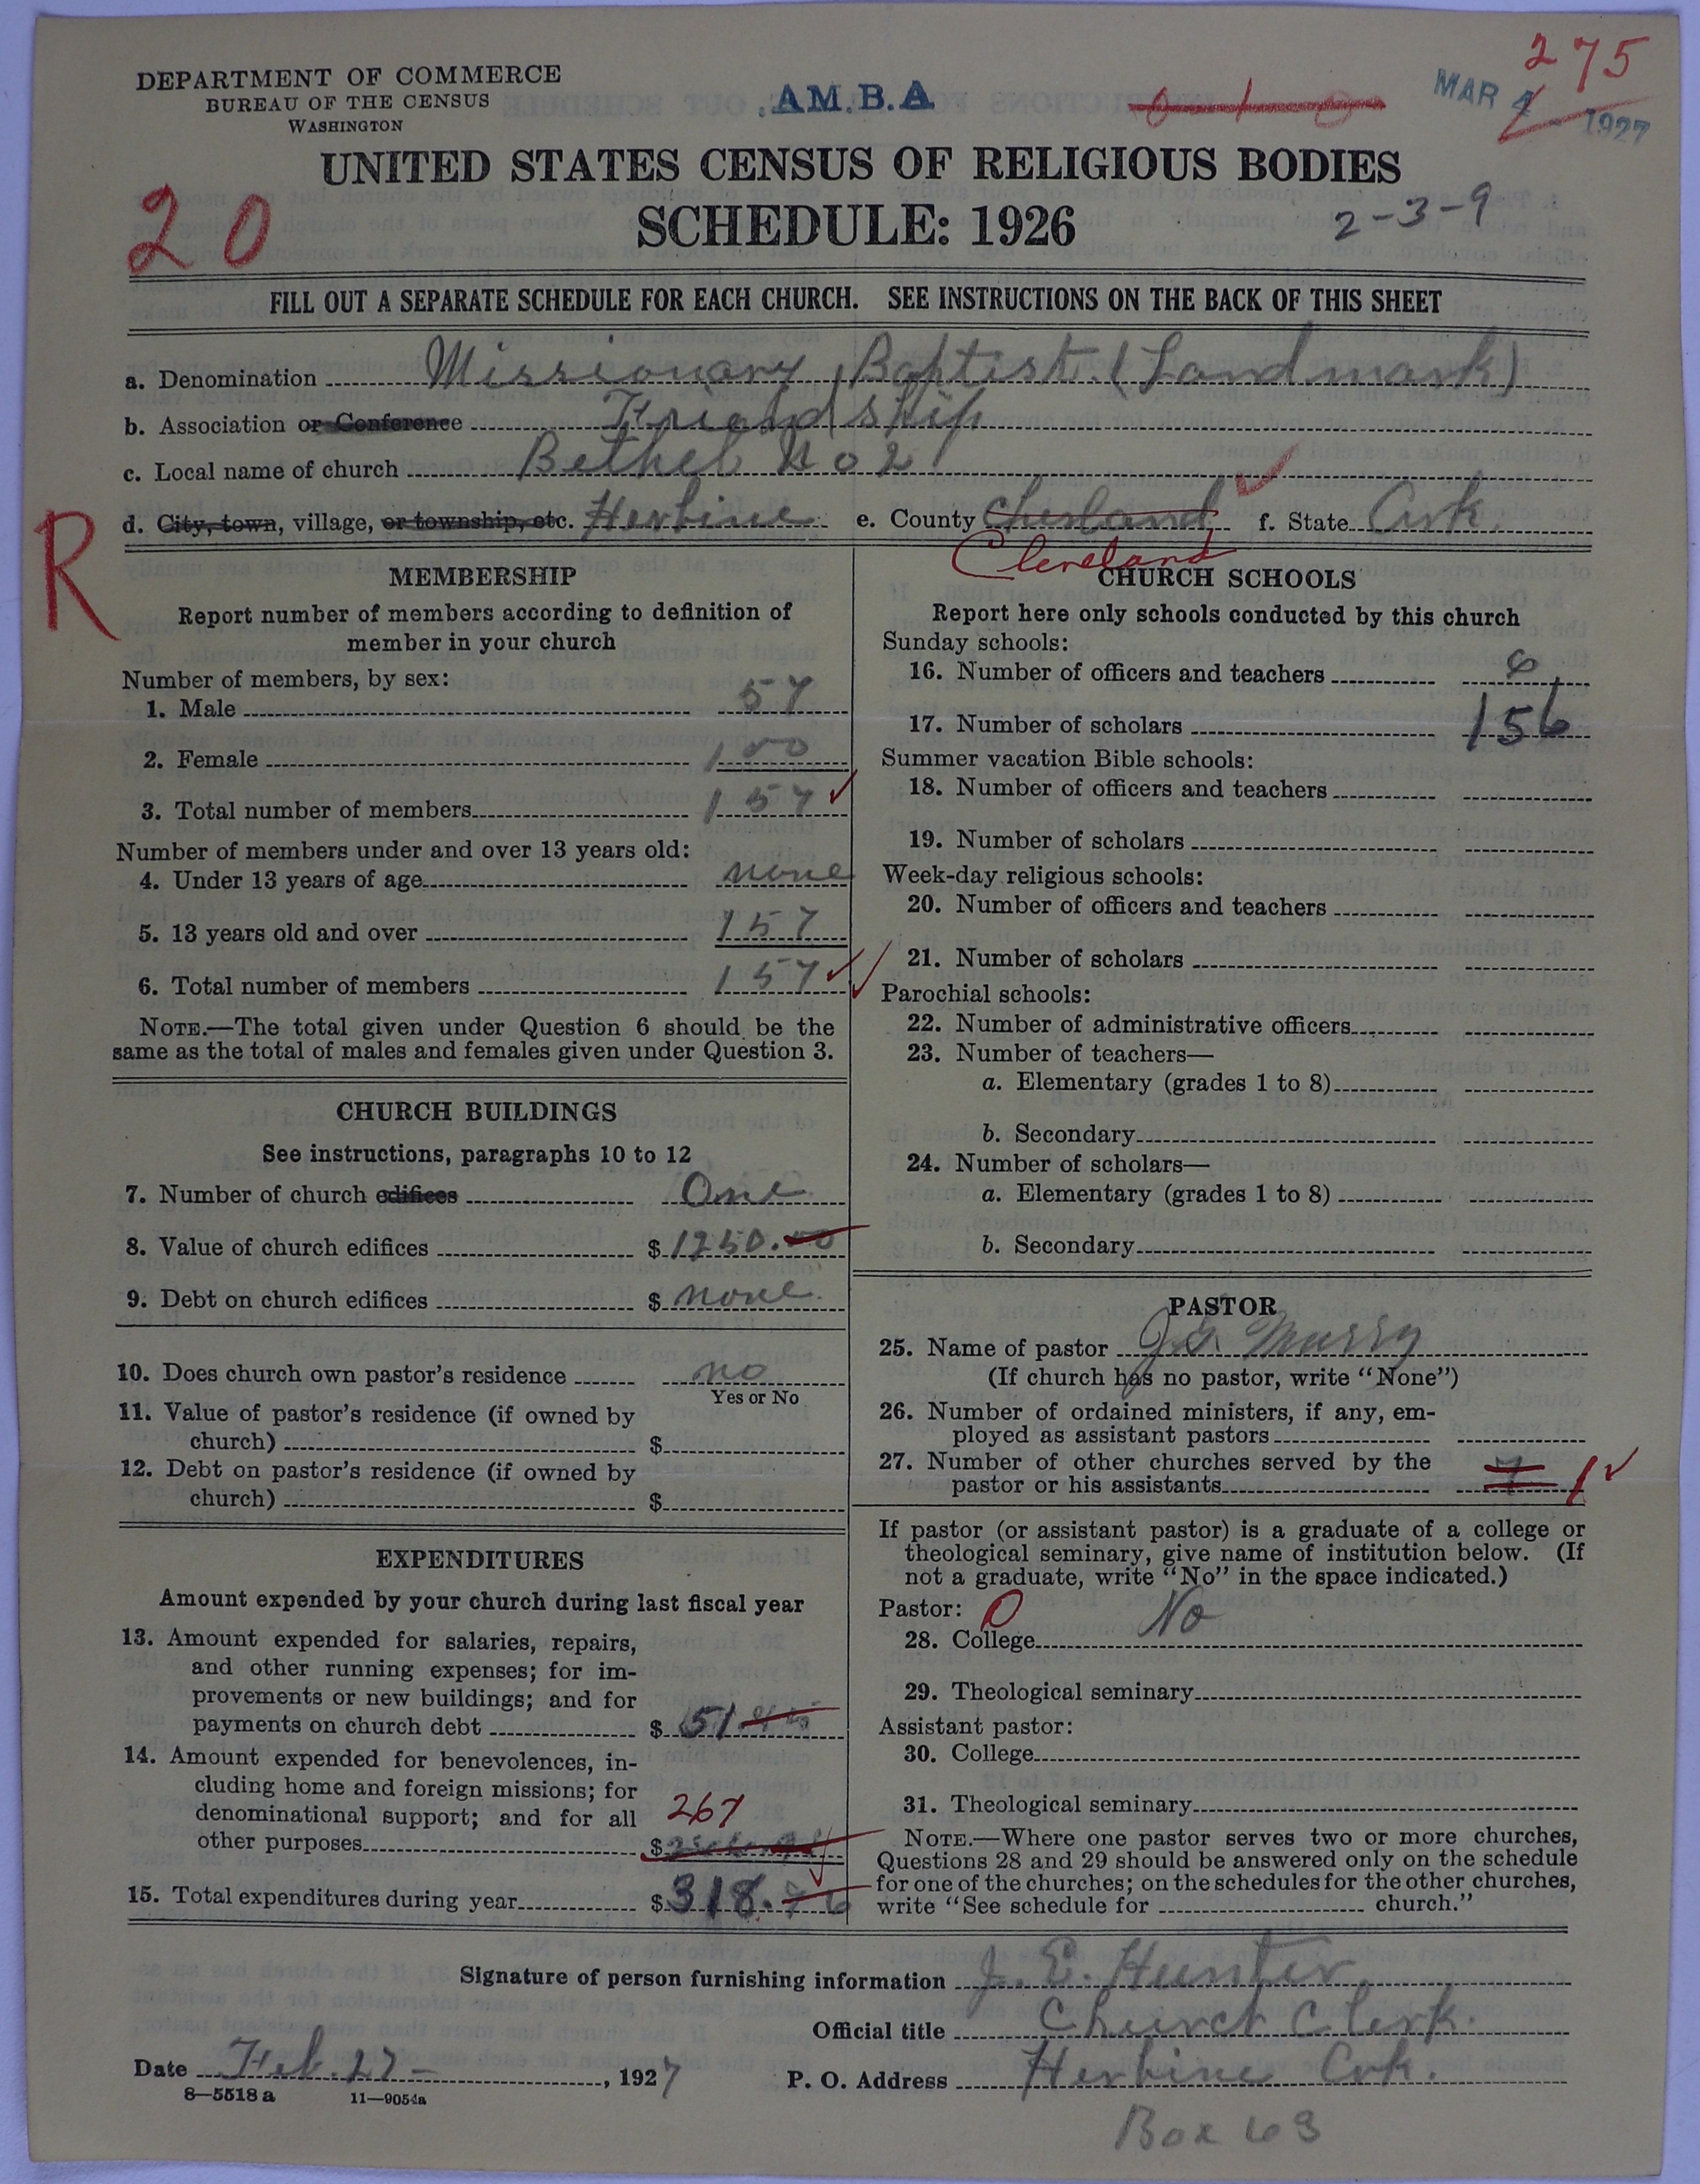 275
DEPARTMENT OF COMMERCE
BUREAU OF THE CENSUS
WASHINGTON
AM.B.A.
MAR 4 1927
UNITED STATES CENSUS OF RELIGIOUS BODIES
20
SCHEDULE: 1926
2-3-9
FILL OUT A SEPARATE SCHEDULE FOR EACH CHURCH. SEE INSTRUCTIONS ON THE BACK OF THIS SHEET
a. Denomination Missionary Baptist (Landmark)
b. Association or Conference Friendship
c. Local name of church Bethel No 2
d. City, town, village, or township, etc. Herbine e. County f. State Ark.
R
Cleveland
MEMBERSHIP
Report number of members according to definition of
member in your church
Number of members, by sex:
1. Male 57
2. Female 100
3. Total number of members 157
Number of members under and over 13 years old:
4. Under 13 years of age none
5. 13 years old and over 157
6. Total number of members 157
NOTE.—The total given under Question 6 should be the
same as the total of males and females given under Question 3.
CHURCH BUILDINGS
See instructions, paragraphs 10 to 12
7. Number of church edifices One
8. Value of church edifices $1250.00
9. Debt on church edifices $ none
10. Does church own pastor's residence no
Yes or No
11. Value of pastor's residence (if owned by
church) $
12. Debt on pastor's residence (if owned by
church) $
EXPENDITURES
Amount expended by your church during last fiscal year
13. Amount expended for salaries, repairs,
and other running expenses; for im-
provements or new buildings; and for
payments on church debt $ 51
14. Amount expended for benevolences, in-
cluding home and foreign missions; for
denominational support; and for all 267
other purposes $
15. Total expenditures during year $318.76
CHURCH SCHOOLS
Report here only schools conducted by this church
Sunday schools:
16. Number of officers and teachers 8
17. Number of scholars 156
Summer vacation Bible schools:
18. Number of officers and teachers
19. Number of scholars
Week-day religious schools:
20. Number of officers and teachers
21. Number of scholars
Parochial schools:
22. Number of administrative officers
23. Number of teachers—
a. Elementary (grades 1 to 8)
b. Secondary
24. Number of scholars—
a. Elementary (grades 1 to 8)
b. Secondary
PASTOR
25. Name of pastor J.G. Murry
(If church has no pastor, write "None")
26. Number of ordained ministers, if any, em-
ployed as assistant pastors
27. Number of other churches served by the
pastor or his assistants 1
If pastor (or assistant pastor) is a graduate of a college or
theological seminary, give name of institution below. (If
not a graduate, write "No" in the space indicated.)
Pastor: 0
28. College No
29. Theological seminary
Assistant pastor:
30. College
31. Theological seminary
NOTE.—Where one pastor serves two or more churches,
Questions 28 and 29 should be answered only on the schedule
for one of the churches; on the schedules for the other churches,
write "See schedule for church."
Signature of person furnishing information J. E. Hunter
Official title Church Clerk.
Date Feb. 27 - , 1927 P. O. Address Herbine Ark.
8—5518a 11—9054a
Box 63